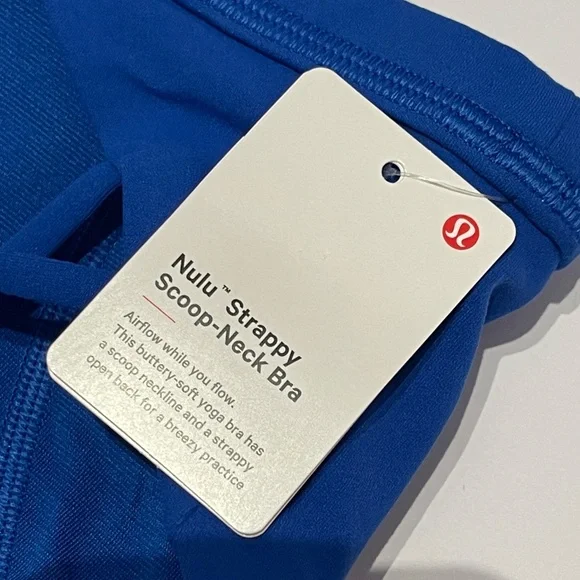 Nulu™ Strappy
Scoop-Neck Bra
Airflow while you flow.
This buttery-soft yoga bra has
a scoop neckline and a strappy
open back for a breezy practice